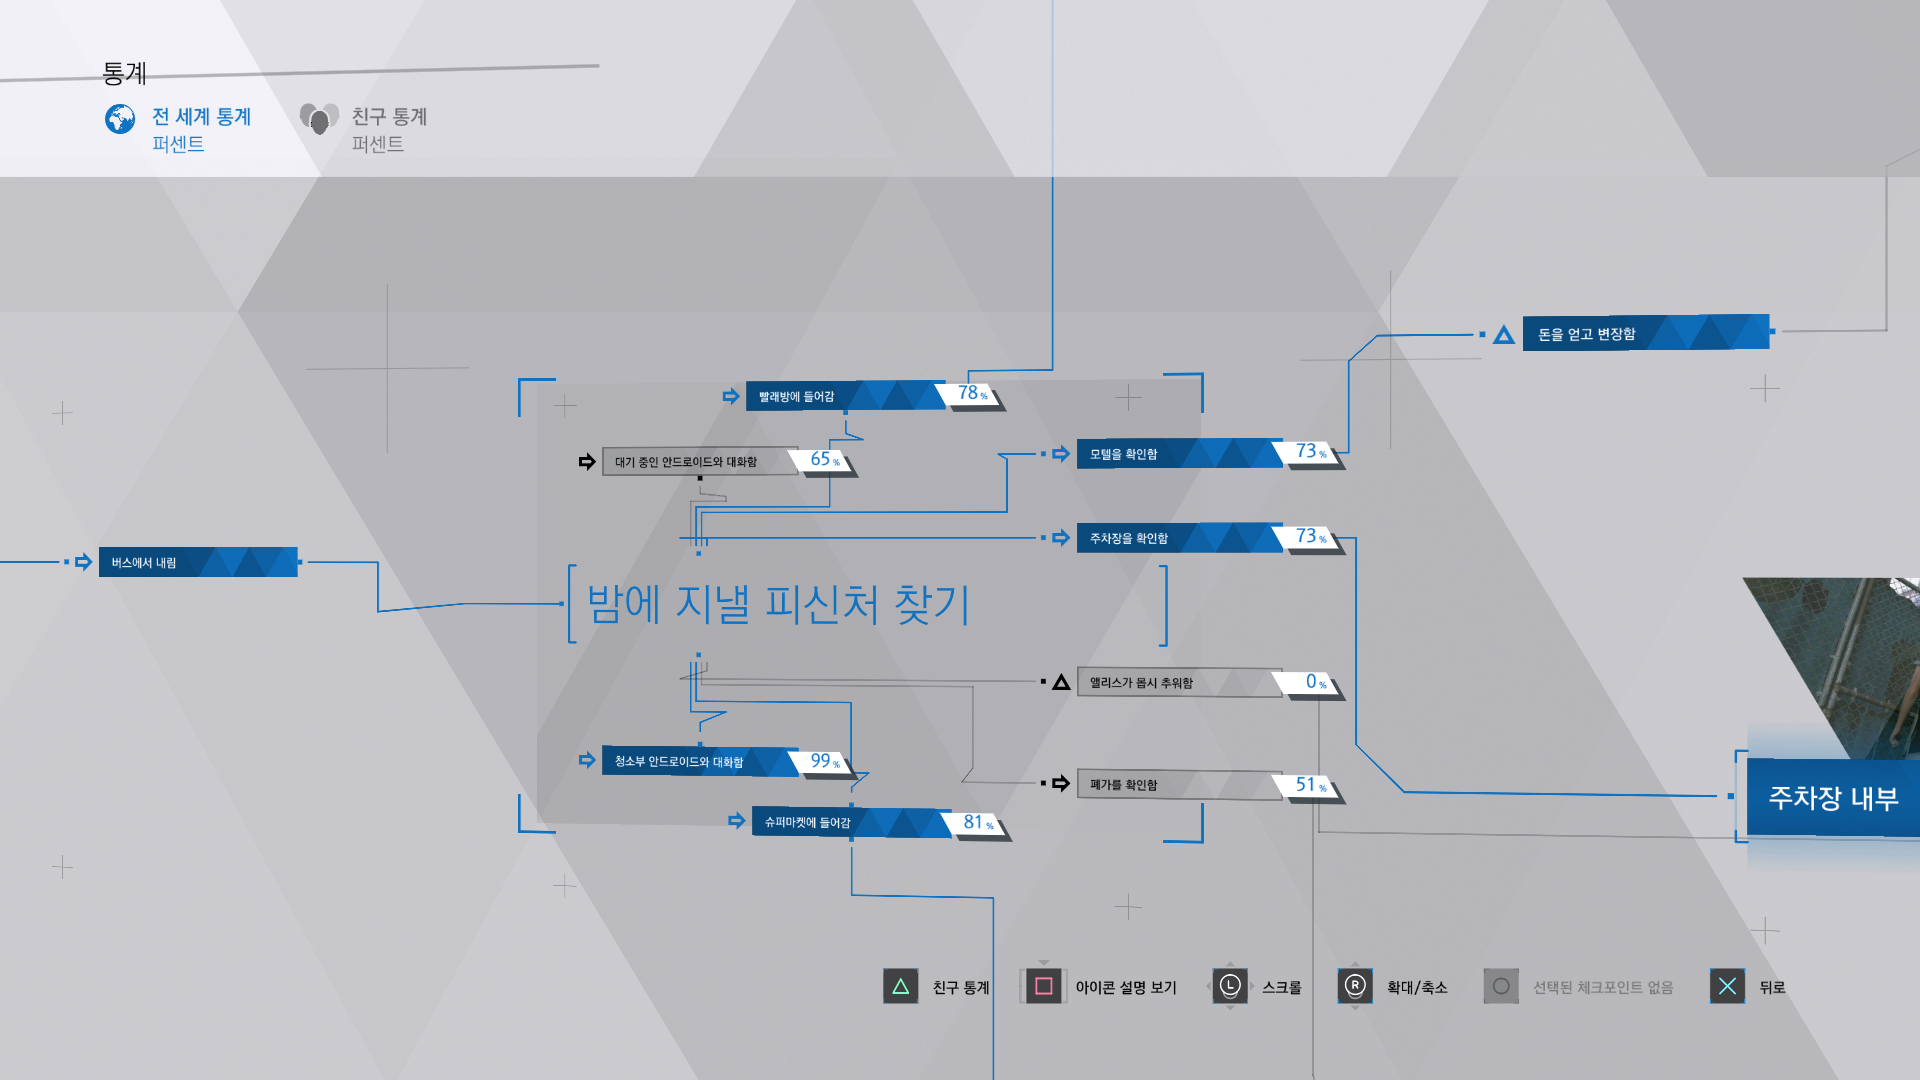 통계
전 세계 통계
퍼센트
친구 통계
퍼센트
돈을 얻고 변장함
빨래방에 들어감 78%
모텔을 확인함 73%
대기 중인 안드로이드와 대화함 65%
주차장을 확인함 73%
버스에서 내림
밤에 지낼 피신처 찾기
앨리스가 몹시 추워함 0%
청소부 안드로이드와 대화함 99%
폐가를 확인함 51%
주차장 내부
슈퍼마켓에 들어감 81%
친구 통계
아이콘 설명 보기
L 스크롤
R 확대/축소
선택된 체크포인트 없음
뒤로